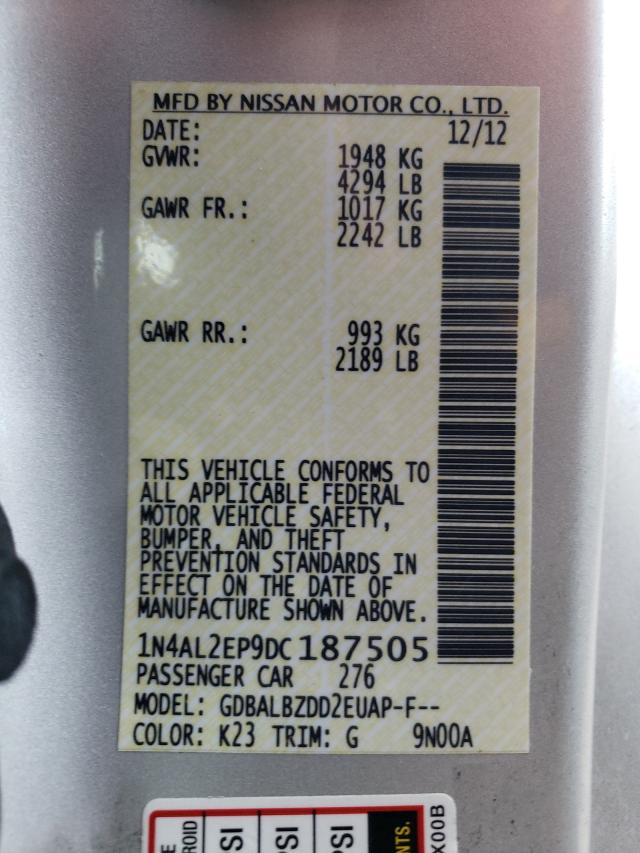 MFD BY NISSAN MOTOR CO., LTD.
DATE: 12/12
GVWR: 1948 KG
4294 LB
GAWR FR.: 1017 KG
2242 LB
GAWR RR.: 993 KG
2189 LB
THIS VEHICLE CONFORMS TO
ALL APPLICABLE FEDERAL
MOTOR VEHICLE SAFETY,
BUMPER, AND THEFT
PREVENTION STANDARDS IN
EFFECT ON THE DATE OF
MANUFACTURE SHOWN ABOVE.
1N4AL2EP9DC187505
PASSENGER CAR 276
MODEL: GDBALBZDD2EUAP-F--
COLOR: K23 TRIM: G 9N00A
PSI
PSI